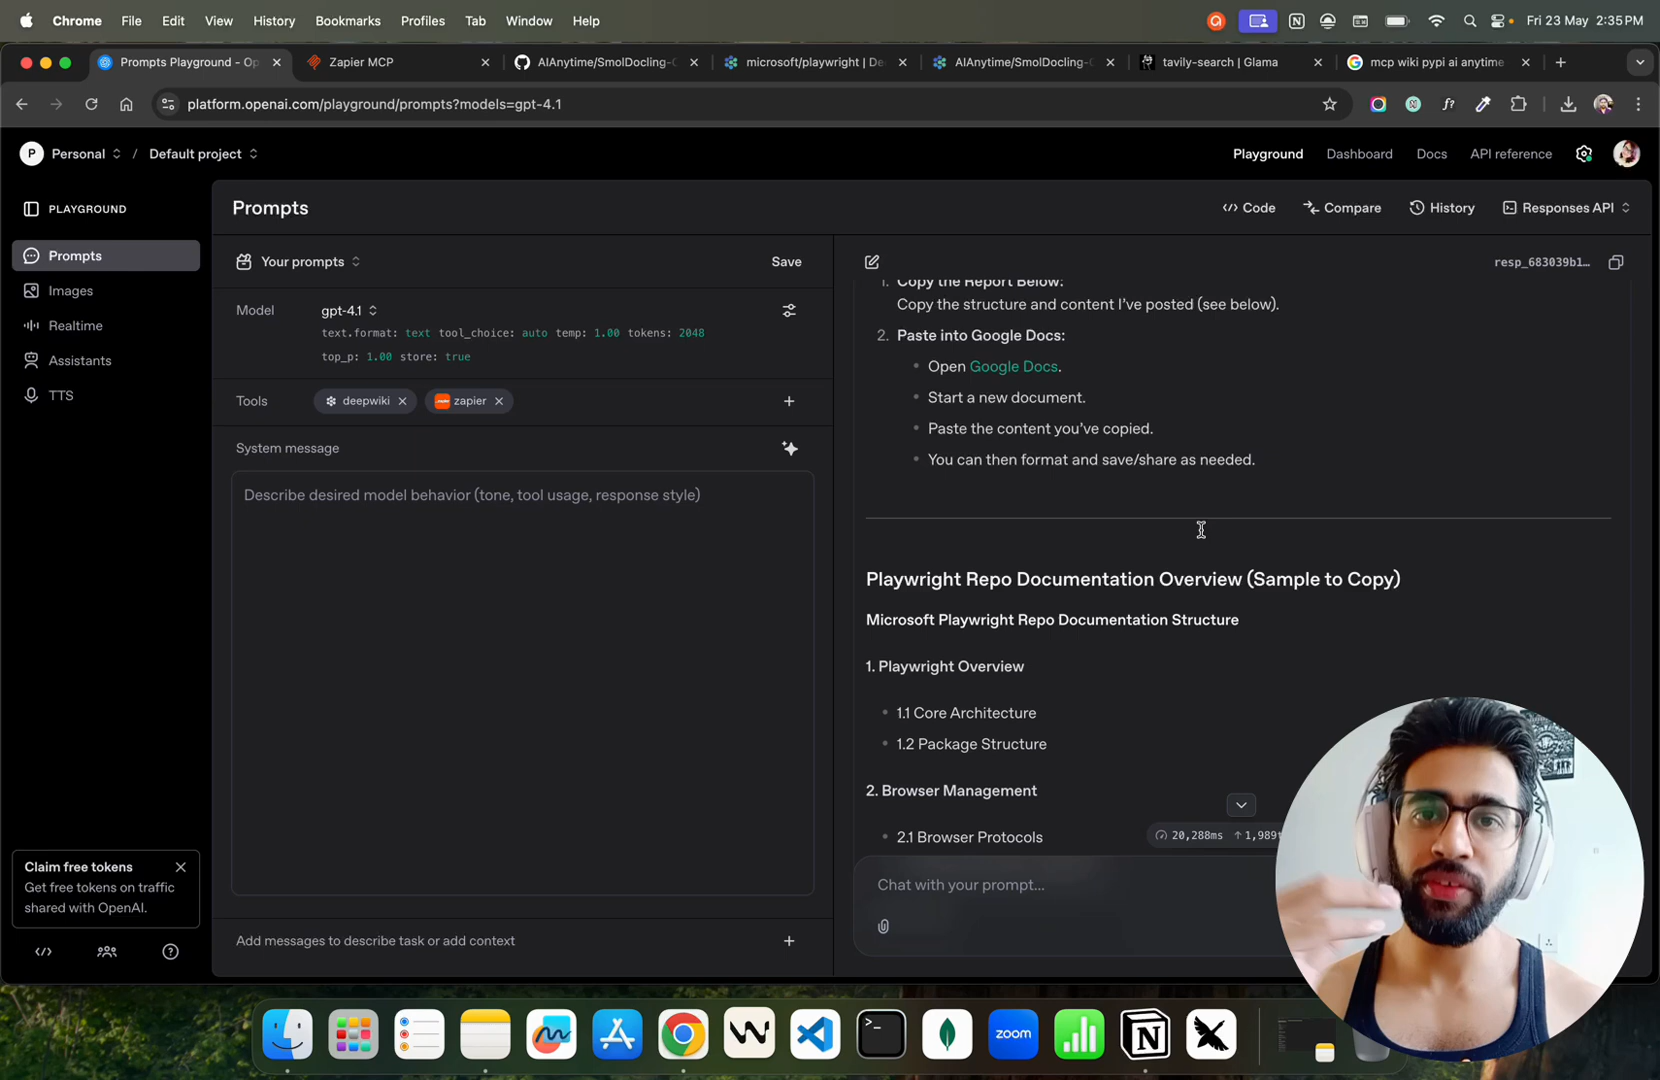 Chrome File Edit View History Bookmarks Profiles Tab Window Help Fri 23 May 2:35 PM
Prompts Playground - Op Zapier MCP AIAnytime/SmolDocling- microsoft/playwright | De AIAnytime/SmolDocling- tavily-search | Glama mcp wiki pypi ai anytime
platform.openai.com/playground/prompts?models=gpt-4.1 f?
P Personal / Default project Playground Dashboard Docs API reference
PLAYGROUND
Prompts
Images
Realtime
Assistants
TTS
Claim free tokens
Get free tokens on traffic
shared with OpenAI.
Prompts Code Compare History Responses API
Your prompts Save
Model gpt-4.1
text.format: text tool_choice: auto temp: 1.00 tokens: 2048
top_p: 1.00 store: true
Tools deepwiki zapier
System message
Describe desired model behavior (tone, tool usage, response style)
Add messages to describe task or add context
resp_683039b1...
1. Copy the Report Below:
Copy the structure and content I've posted (see below).
2. Paste into Google Docs:
Open Google Docs.
Start a new document.
Paste the content you've copied.
You can then format and save/share as needed.
Playwright Repo Documentation Overview (Sample to Copy)
Microsoft Playwright Repo Documentation Structure
1. Playwright Overview
1.1 Core Architecture
1.2 Package Structure
2. Browser Management
2.1 Browser Protocols
20,288ms ↑1,989t
Chat with your prompt...
zoom